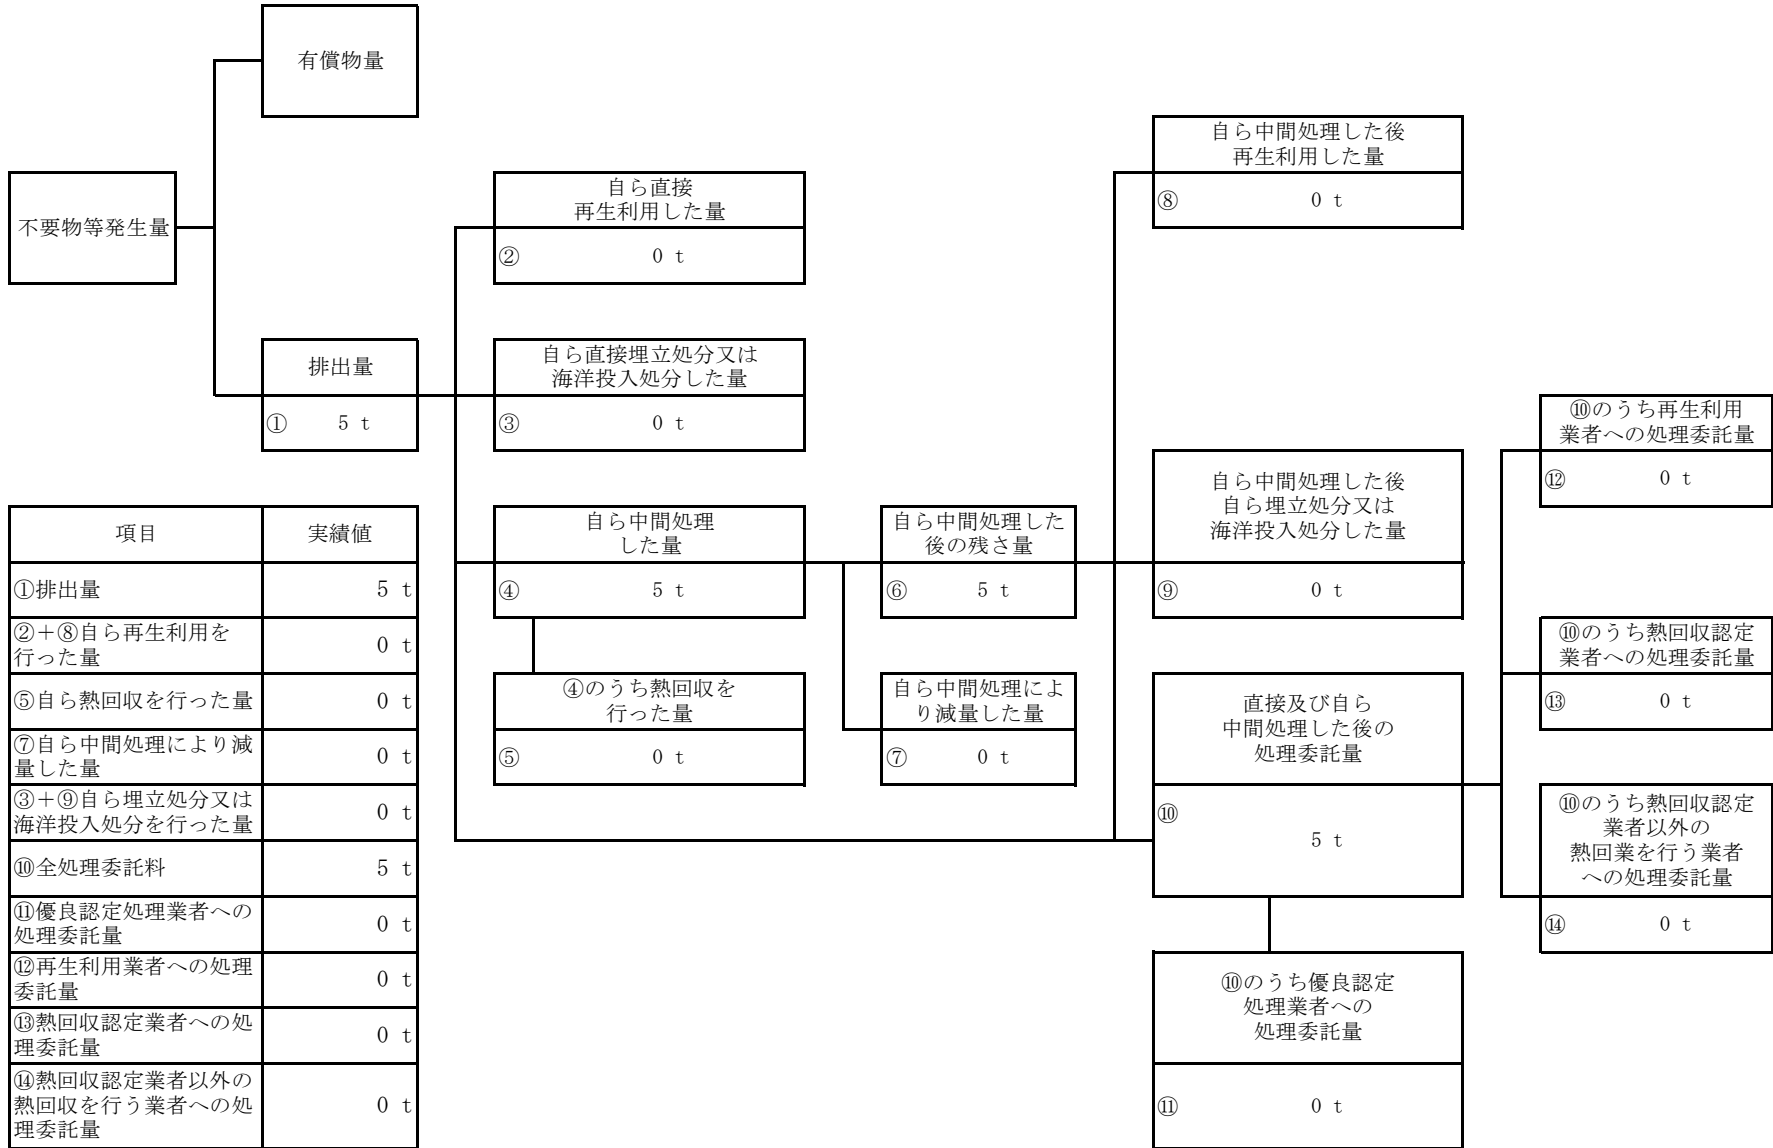 有償物量
不要物等発生量
排出量
① 5 t
自ら直接
再生利用した量
② 0 t
自ら直接埋立処分又は
海洋投入処分した量
③ 0 t
自ら中間処理
した量
④ 5 t
④のうち熱回収を
行った量
⑤ 0 t
自ら中間処理した
後の残さ量
⑥ 5 t
自ら中間処理によ
り減量した量
⑦ 0 t
自ら中間処理した後
再生利用した量
⑧ 0 t
自ら中間処理した後
自ら埋立処分又は
海洋投入処分した量
⑨ 0 t
直接及び自ら
中間処理した後の
処理委託量
⑩
5 t
⑩のうち優良認定
処理業者への
処理委託量
⑪ 0 t
⑩のうち再生利用
業者への処理委託量
⑫ 0 t
⑩のうち熱回収認定
業者への処理委託量
⑬ 0 t
⑩のうち熱回収認定
業者以外の
熱回業を行う業者
への処理委託量
⑭ 0 t
項目 実績値
①排出量 5 t
②＋⑧自ら再生利用を
行った量 0 t
⑤自ら熱回収を行った量 0 t
⑦自ら中間処理により減
量した量 0 t
③＋⑨自ら埋立処分又は
海洋投入処分を行った量 0 t
⑩全処理委託料 5 t
⑪優良認定処理業者への
処理委託量 0 t
⑫再生利用業者への処理
委託量 0 t
⑬熱回収認定業者への処
理委託量 0 t
⑭熱回収認定業者以外の
熱回収を行う業者への処 0 t
理委託量